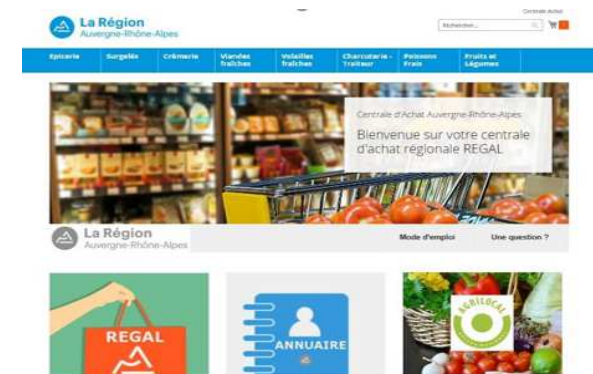 Centrale Achat
La Région
Auvergne-Rhône-Alpes
Rechercher...
Epicerie
Surgelés
Crèmerie
Viandes fraîches
Volailles fraîches
Charcuterie - Traiteur
Poissons Frais
Fruits et Légumes
Centrale d'Achat Auvergne-Rhône-Alpes
Bienvenue sur votre centrale
d'achat régionale REGAL
La Région
Auvergne-Rhône-Alpes
Mode d'emploi
Une question ?
REGAL
ANNUAIRE
AGRILOCAL